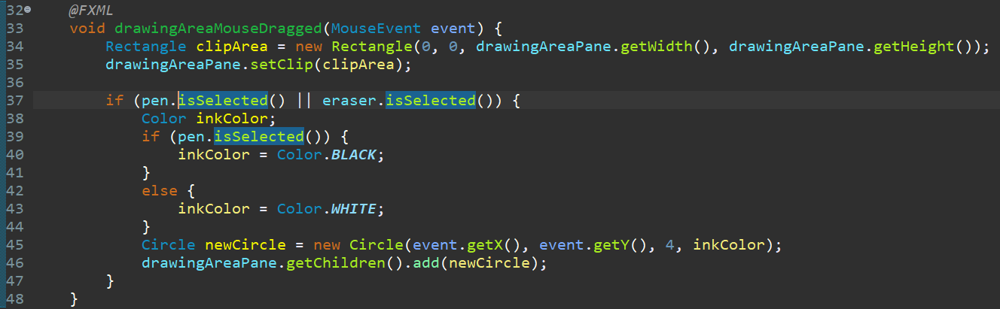 32 @FXML
33 void drawingAreaMouseDragged(MouseEvent event) {
34 Rectangle clipArea = new Rectangle(0, 0, drawingAreaPane.getWidth(), drawingAreaPane.getHeight());
35 drawingAreaPane.setClip(clipArea);
36
37 if (pen.isSelected() || eraser.isSelected()) {
38 Color inkColor;
39 if (pen.isSelected()) {
40 inkColor = Color.BLACK;
41 }
42 else {
43 inkColor = Color.WHITE;
44 }
45 Circle newCircle = new Circle(event.getX(), event.getY(), 4, inkColor);
46 drawingAreaPane.getChildren().add(newCircle);
47 }
48 }